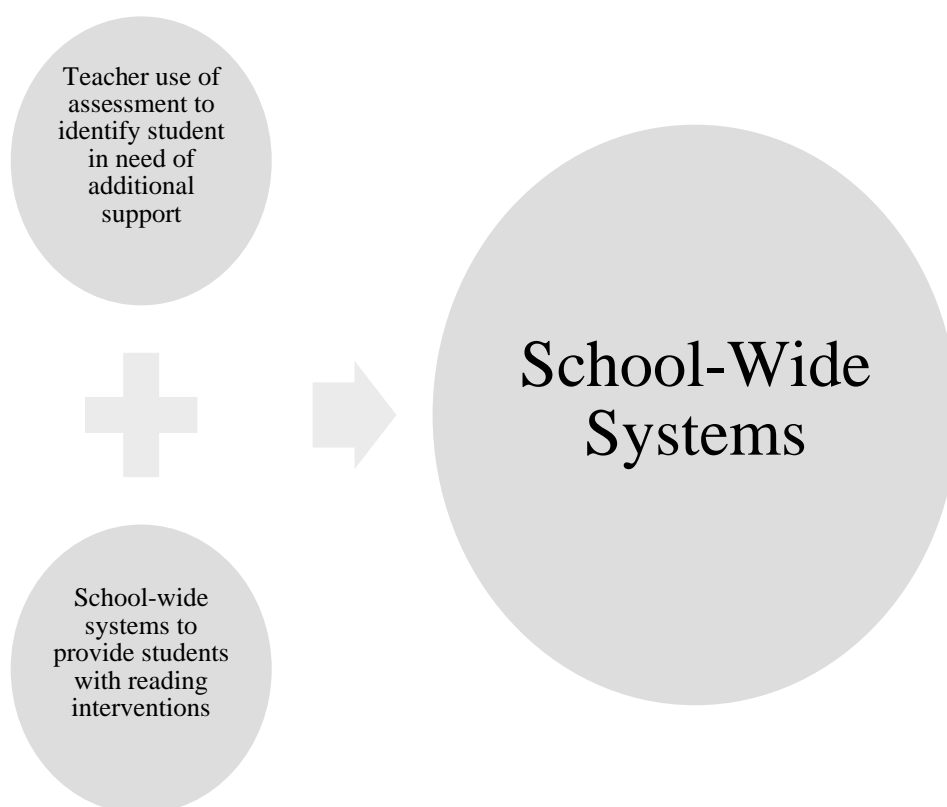 Teacher use of
assessment to
identify student
in need of
additional
support
School-wide
systems to
provide students
with reading
interventions
School-Wide
Systems